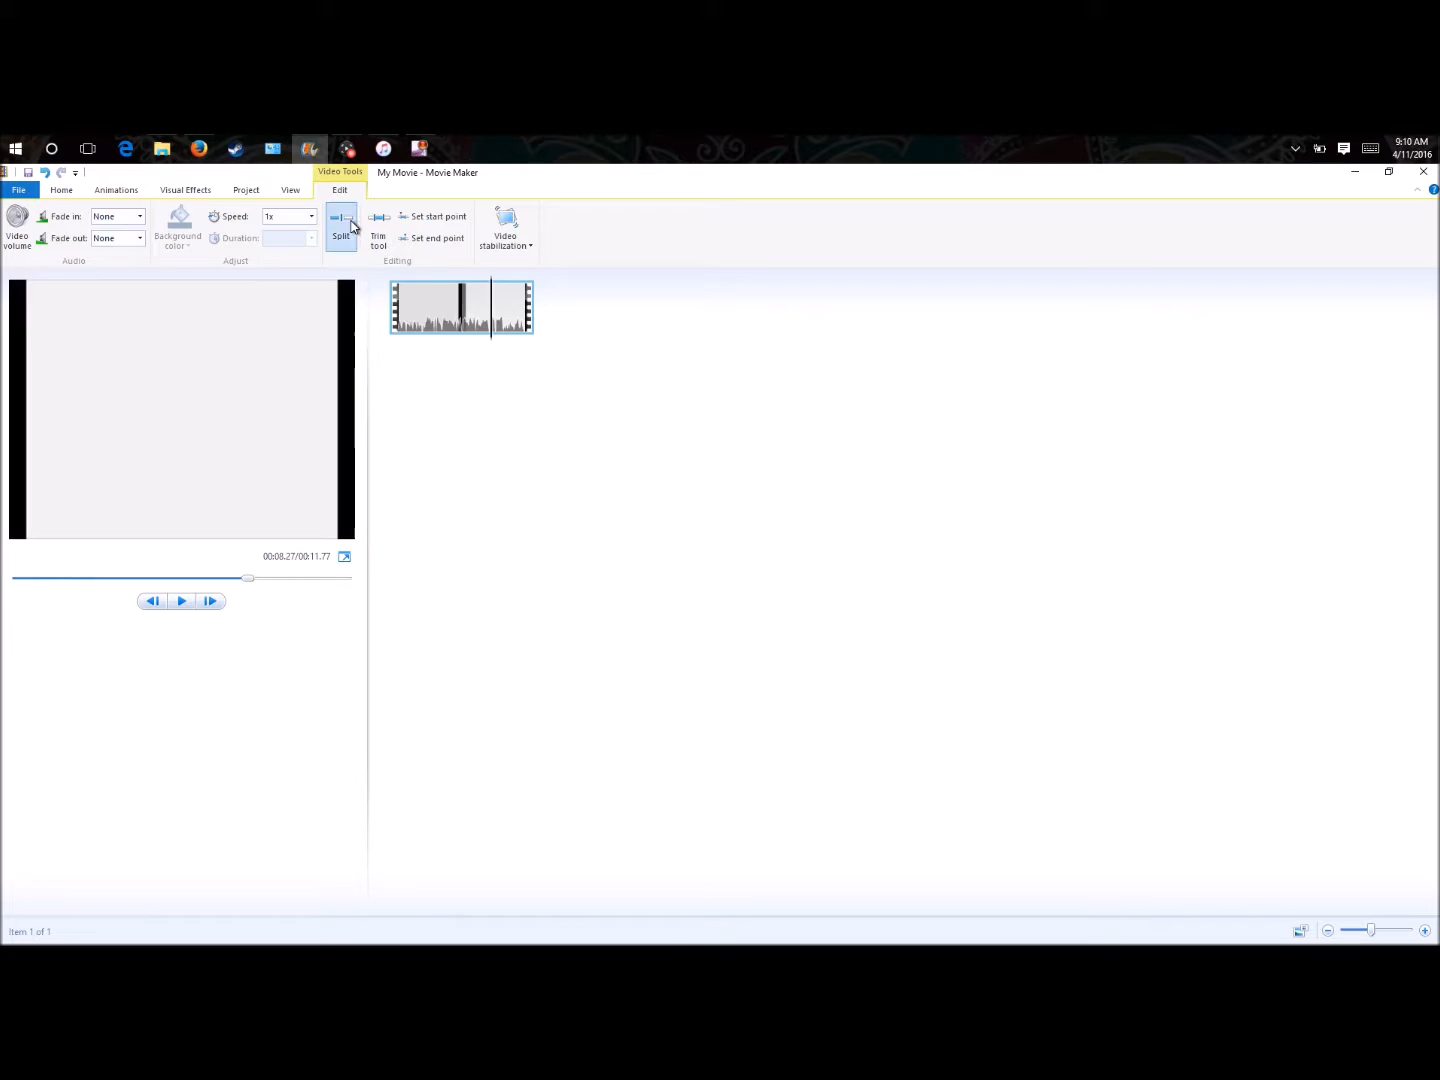 9:10 AM
4/11/2016
Video Tools
My Movie - Movie Maker
File Home Animations Visual Effects Project View Edit
Video volume
Fade in: None
Fade out: None
Audio
Background color
Speed: 1x
Duration:
Adjust
Split
Trim tool
Set start point
Set end point
Editing
Video stabilization
00:08.27/00:11.77
Item 1 of 1